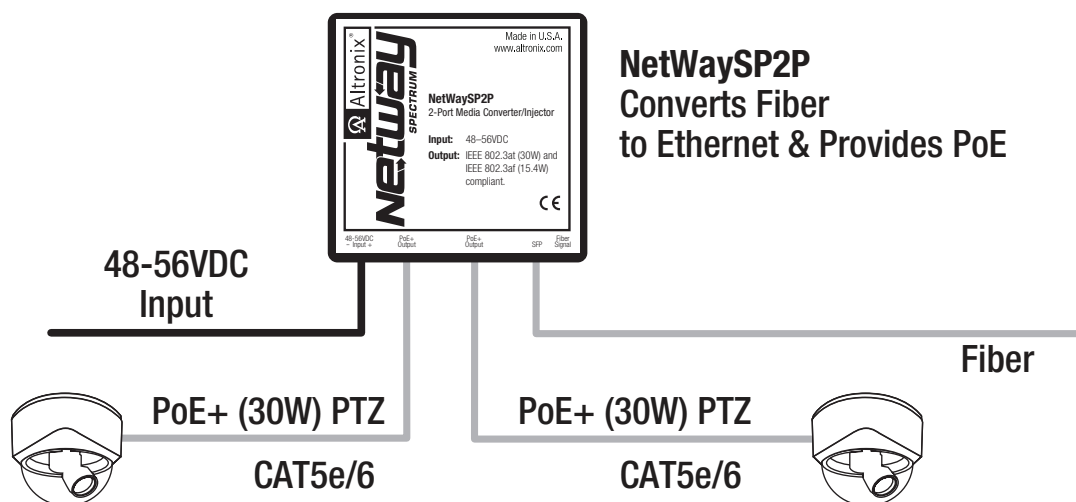 Altronix®
NetWay
SPECTRUM
Made in U.S.A.
www.altronix.com
NetWaySP2P
2-Port Media Converter/Injector
Input: 48–56VDC
Output: IEEE 802.3at (30W) and
IEEE 802.3af (15.4W)
compliant.
CE
48-56VDC
– Input +
PoE+
Output
PoE+
Output
SFP
Fiber
Signal
NetWaySP2P
Converts Fiber
to Ethernet & Provides PoE
48-56VDC
Input
Fiber
PoE+ (30W) PTZ
CAT5e/6
PoE+ (30W) PTZ
CAT5e/6